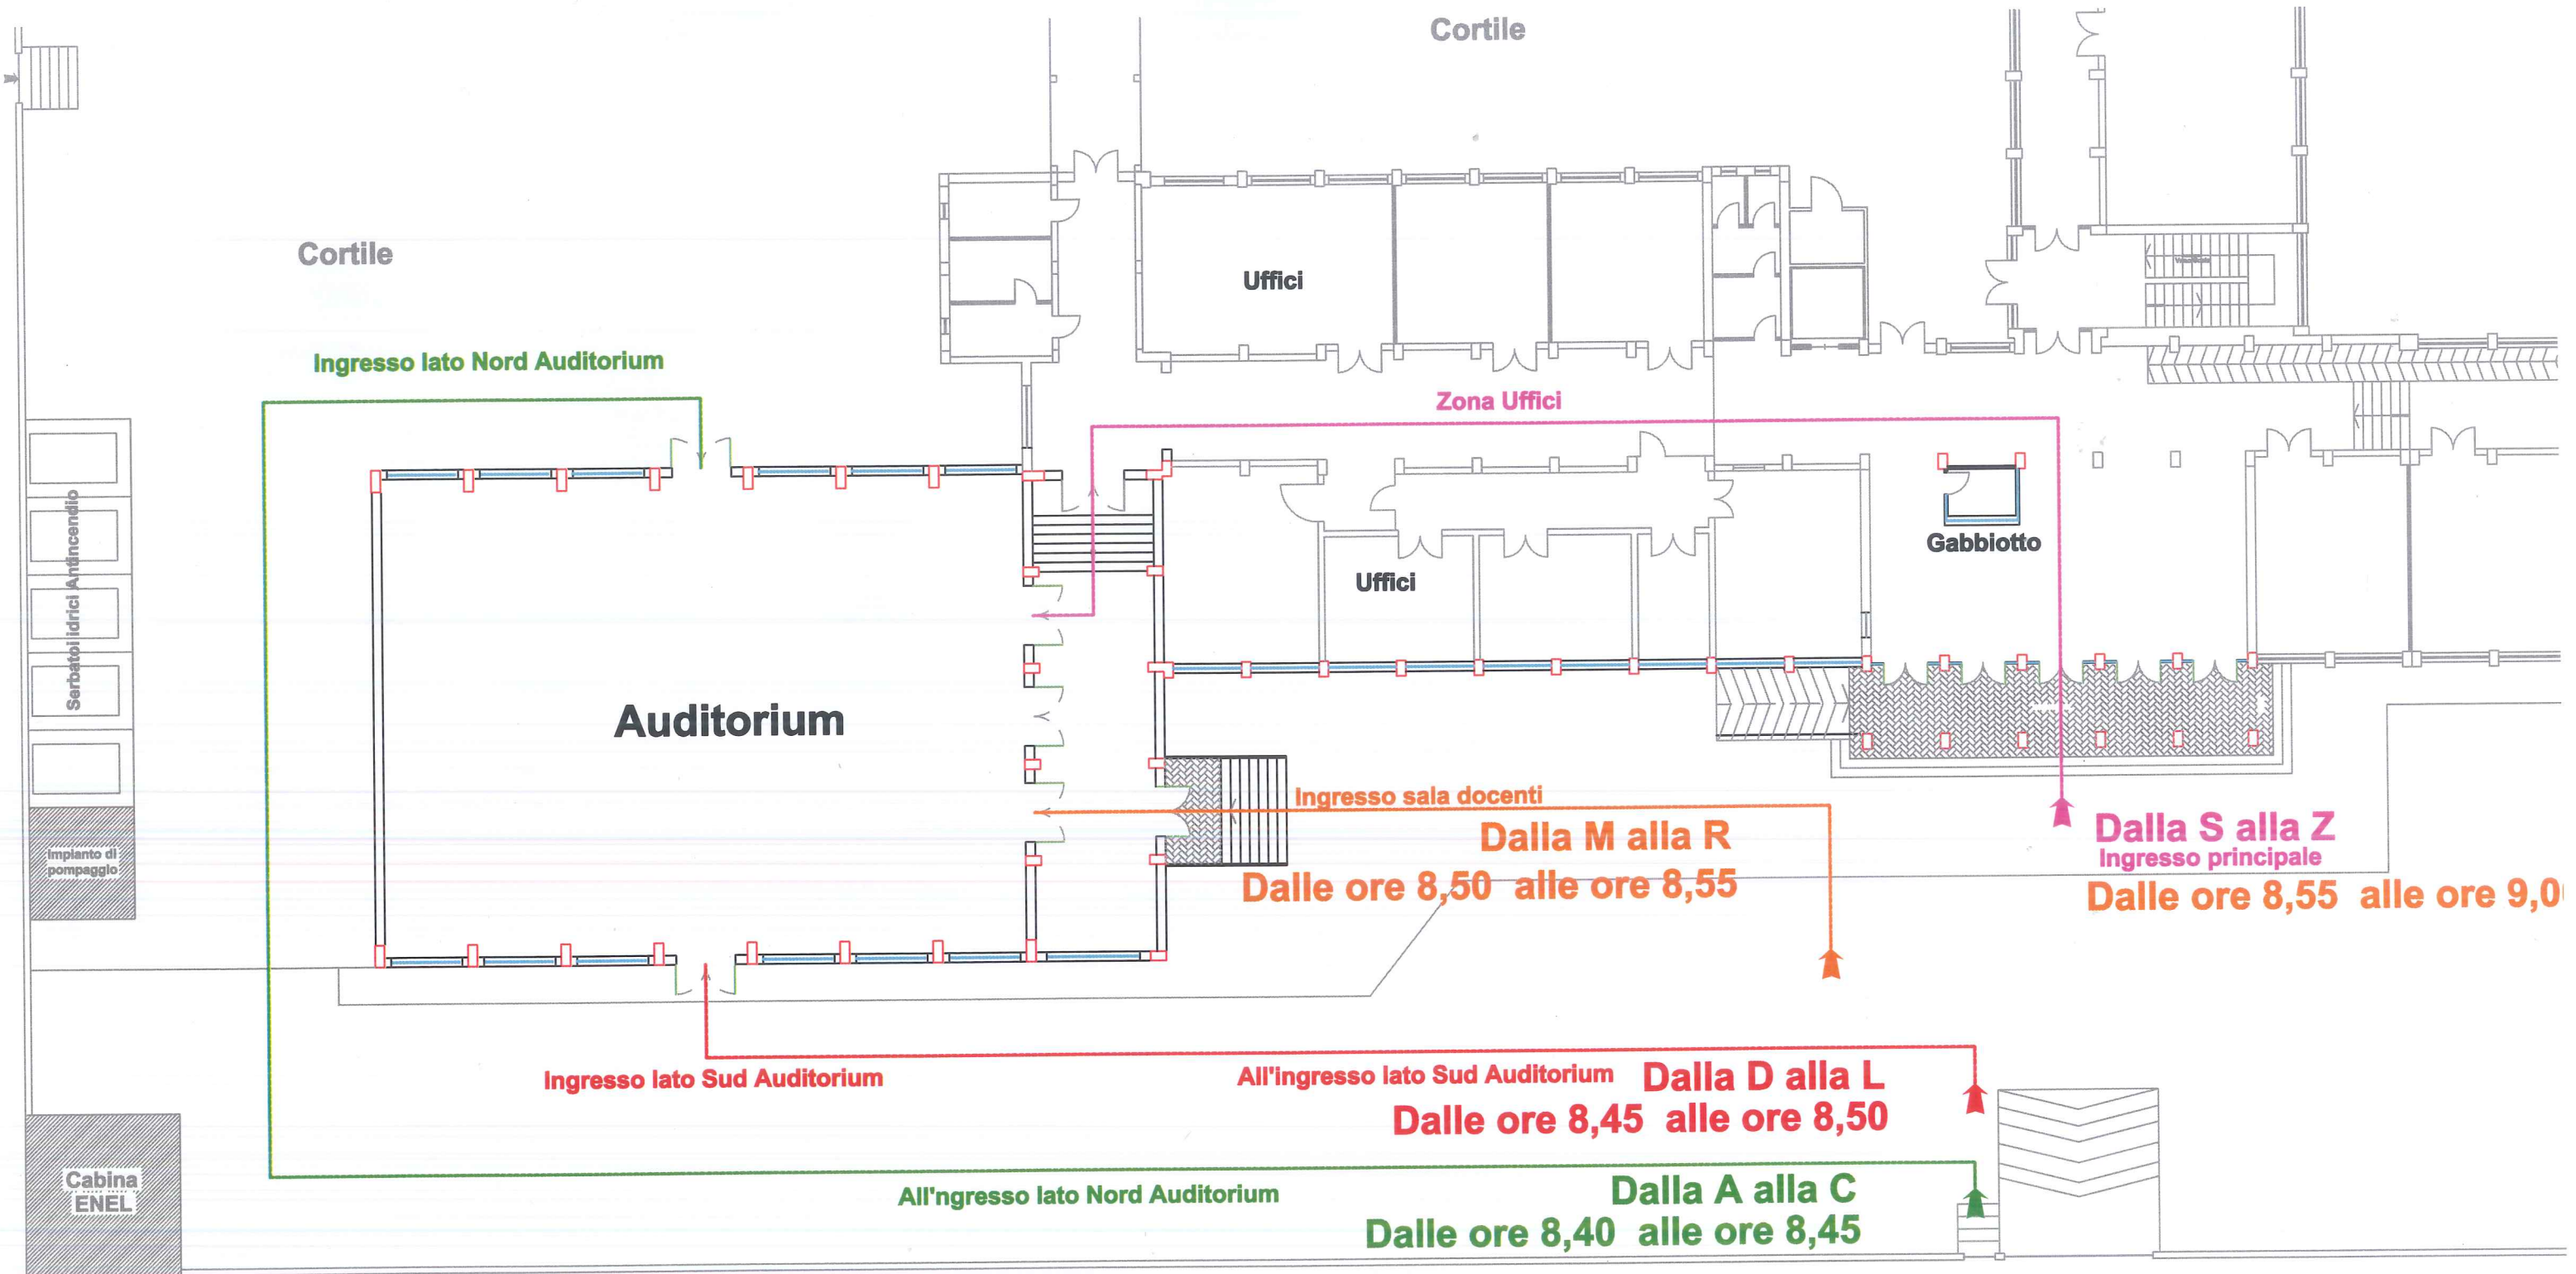 Cortile
Cortile
Uffici
Ingresso lato Nord Auditorium
Zona Uffici
Gabbiotto
Uffici
Serbatoi idrici Antincendio
Auditorium
Ingresso sala docenti
Dalla M alla R
Dalle ore 8,50 alle ore 8,55
Dalla S alla Z
Ingresso principale
Dalle ore 8,55 alle ore 9,0
Impianto di
pompaggio
Ingresso lato Sud Auditorium
All'ingresso lato Sud Auditorium Dalla D alla L
Dalle ore 8,45 alle ore 8,50
Cabina
ENEL
All'ngresso lato Nord Auditorium
Dalla A alla C
Dalle ore 8,40 alle ore 8,45